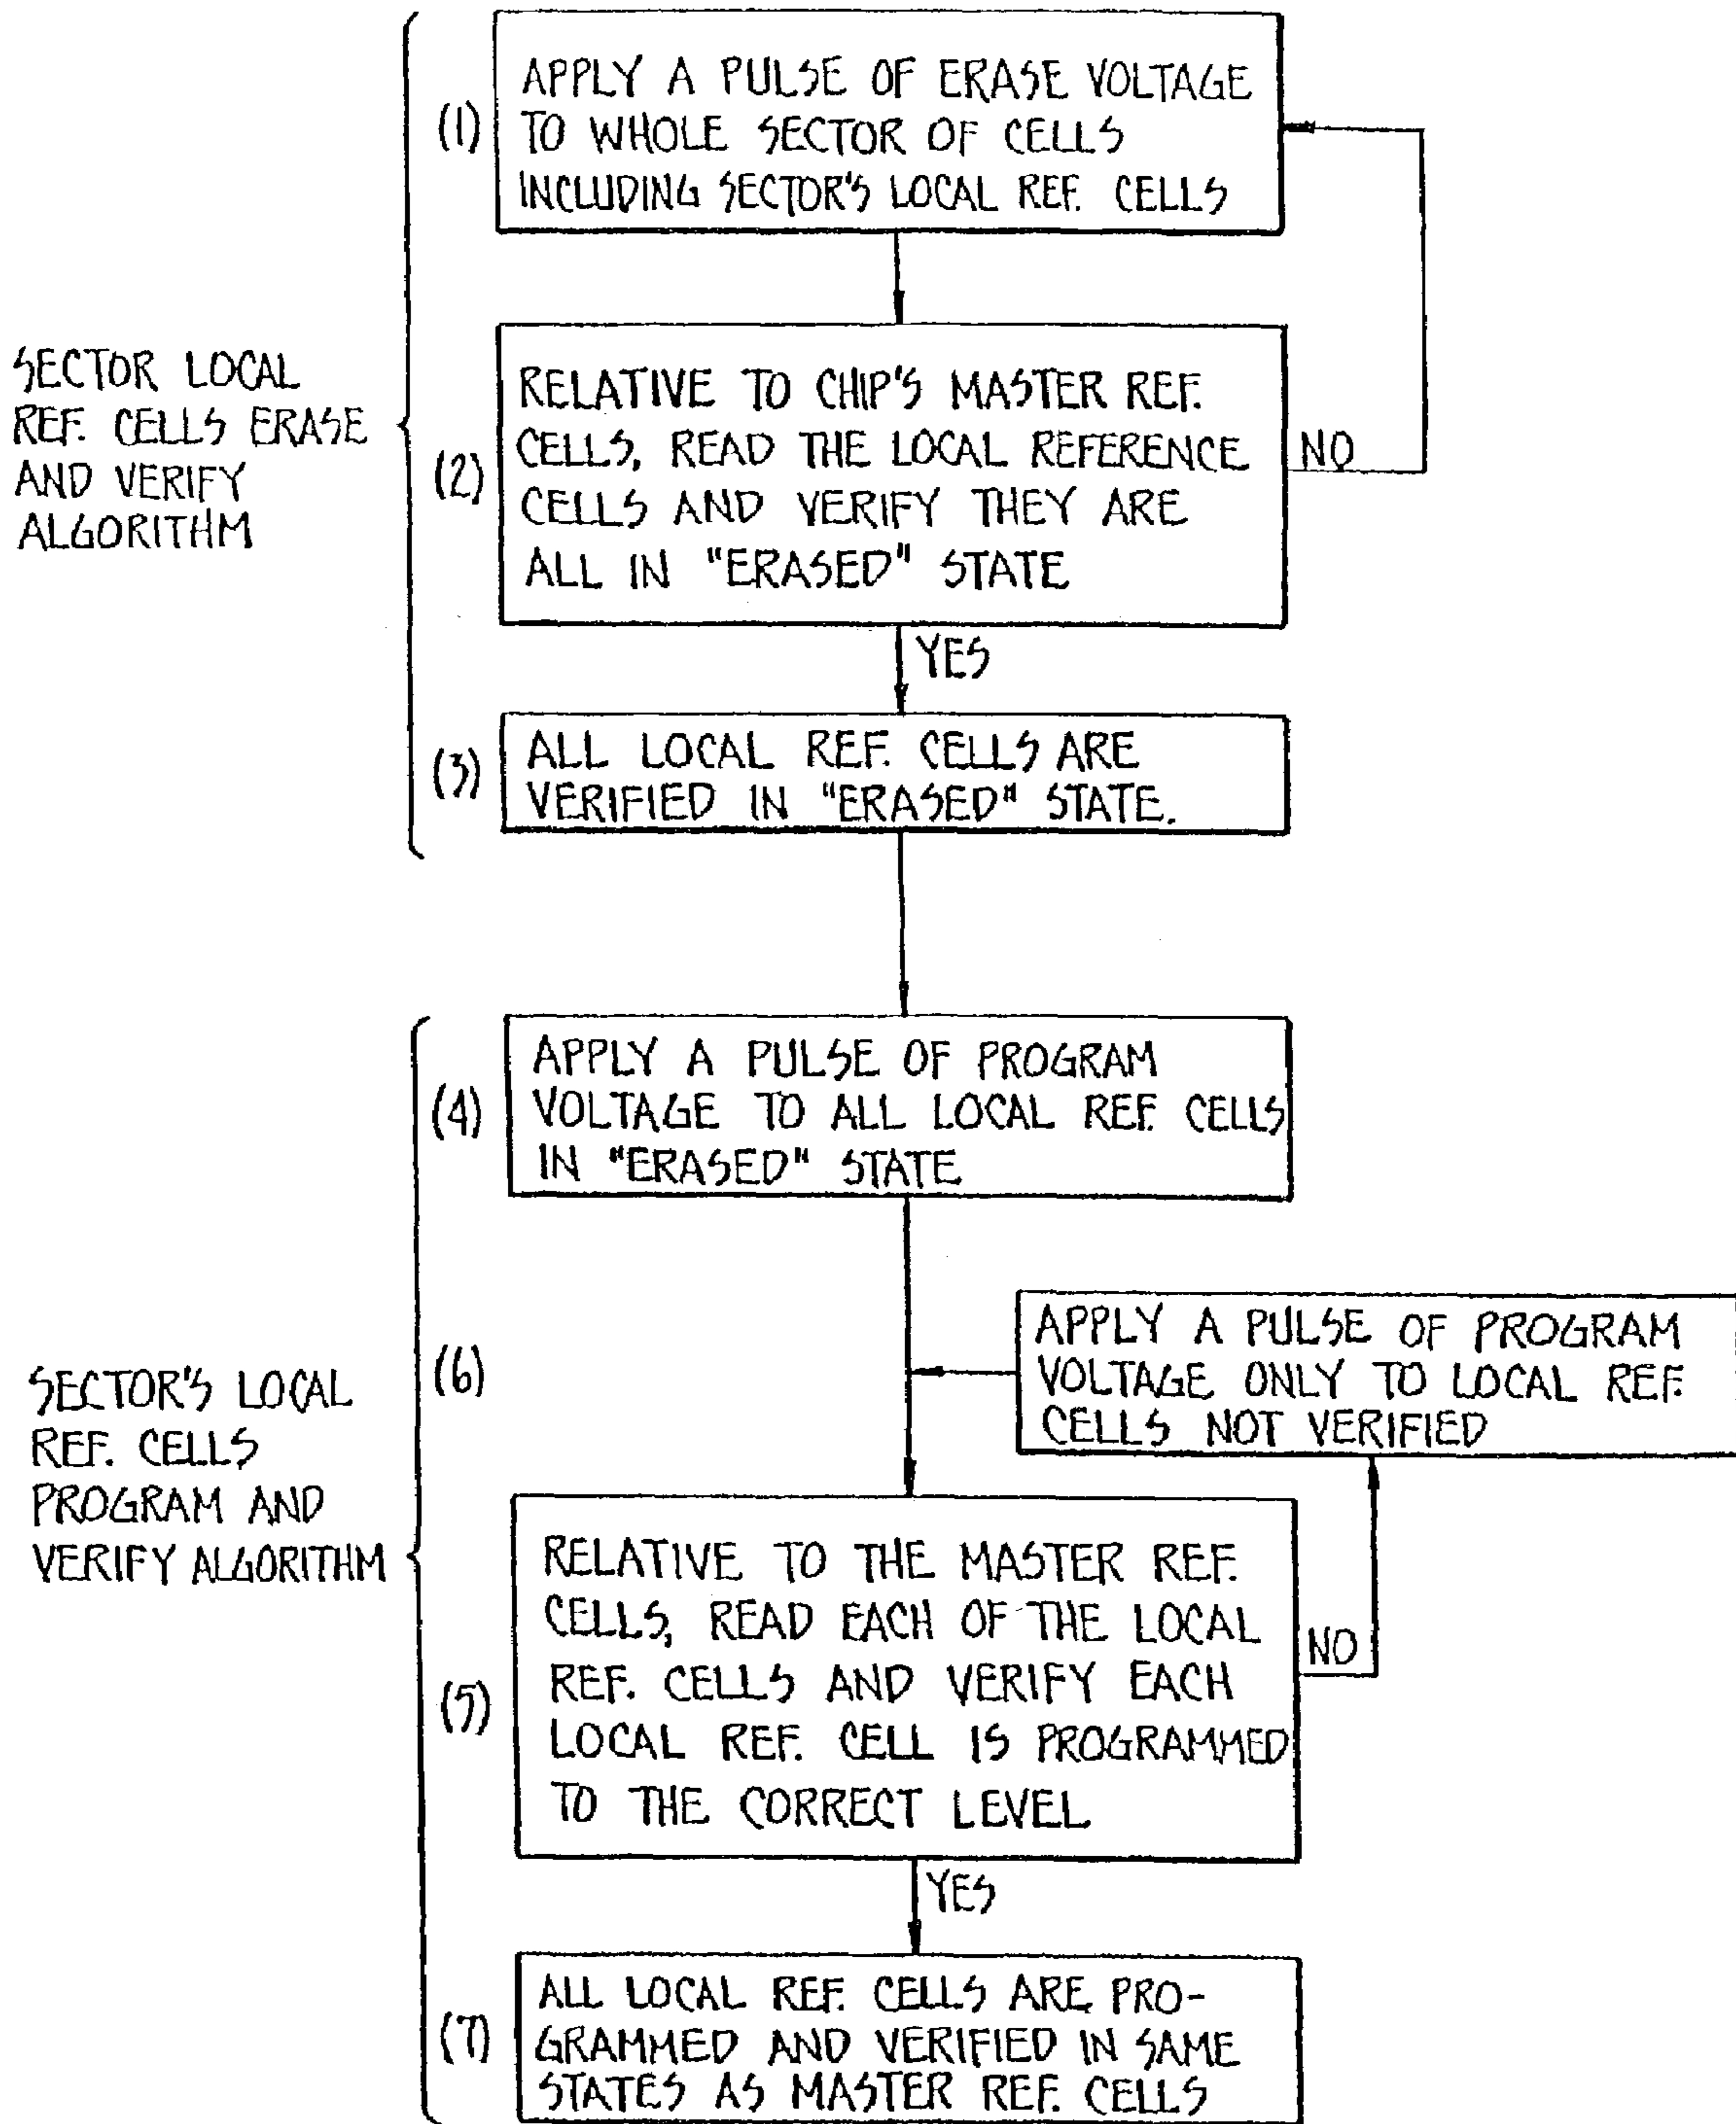 (1)
APPLY A PULSE OF ERASE VOLTAGE
TO WHOLE SECTOR OF CELLS
INCLUDING SECTOR'S LOCAL REF. CELLS
SECTOR LOCAL
REF. CELLS ERASE
AND VERIFY
ALGORITHM
(2)
RELATIVE TO CHIP'S MASTER REF.
CELLS, READ THE LOCAL REFERENCE
CELLS AND VERIFY THEY ARE
ALL IN "ERASED" STATE
NO
YES
(3)
ALL LOCAL REF. CELLS ARE
VERIFIED IN "ERASED" STATE.
(4)
APPLY A PULSE OF PROGRAM
VOLTAGE TO ALL LOCAL REF. CELLS
IN "ERASED" STATE
(6)
APPLY A PULSE OF PROGRAM
VOLTAGE ONLY TO LOCAL REF.
CELLS NOT VERIFIED
SECTOR'S LOCAL
REF. CELLS
PROGRAM AND
VERIFY ALGORITHM
(5)
RELATIVE TO THE MASTER REF.
CELLS, READ EACH OF THE LOCAL
REF. CELLS AND VERIFY EACH
LOCAL REF. CELL IS PROGRAMMED
TO THE CORRECT LEVEL
NO
YES
(7)
ALL LOCAL REF. CELLS ARE PRO-
GRAMMED AND VERIFIED IN SAME
STATES AS MASTER REF. CELLS